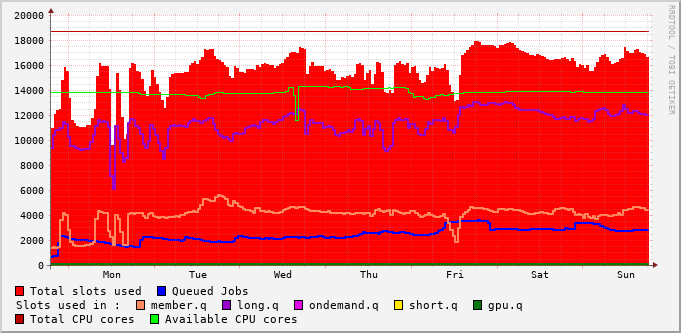 RRDTOOL / TOBI OETIKER
20000
18000
16000
14000
12000
10000
8000
6000
4000
2000
0
Mon Tue Wed Thu Fri Sat Sun
Total slots used Queued Jobs
Slots used in : member.q long.q ondemand.q short.q gpu.q
Total CPU cores Available CPU cores